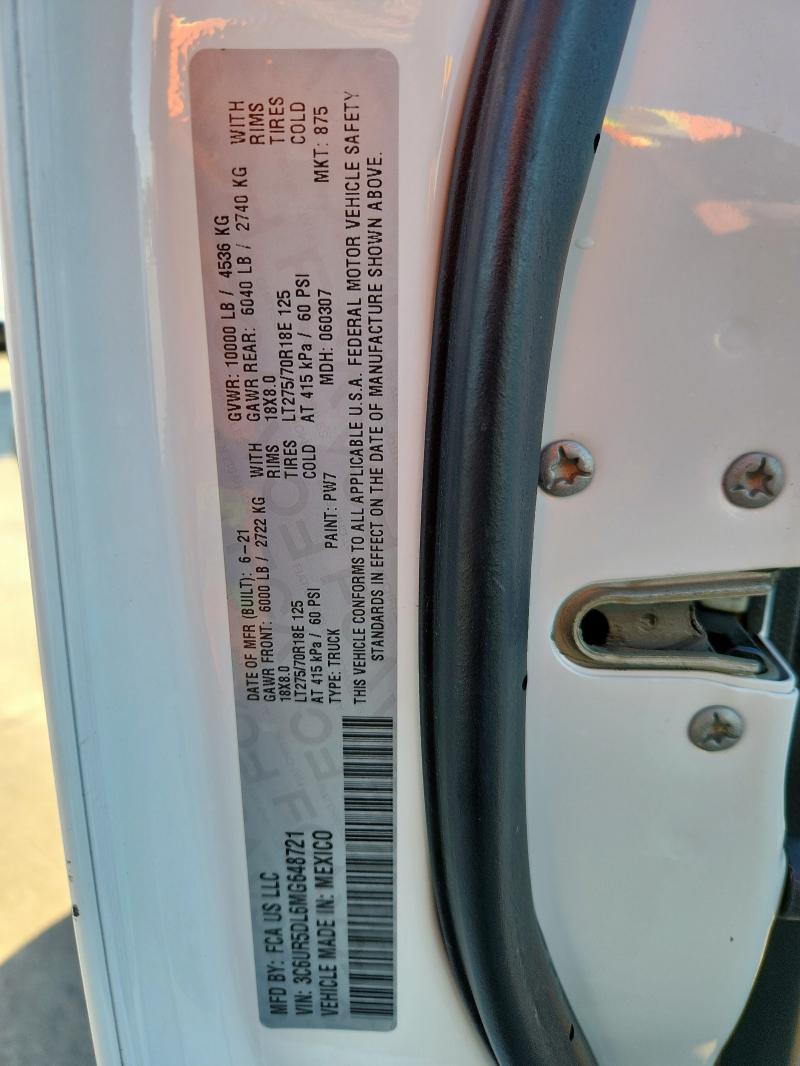 MFD BY: FCA US LLC
DATE OF MFR (BUILT): 6-21
GVWR: 10000 LB / 4536 KG
GAWR FRONT: 6000 LB / 2722 KG WITH
GAWR REAR: 6040 LB / 2740 KG WITH
18X8.0 RIMS
18X8.0 RIMS
LT275/70R18E 125 TIRES
LT275/70R18E 125 TIRES
AT 415 kPa / 60 PSI COLD
AT 415 kPa / 60 PSI COLD
VIN: 3C6UR5DL6MG648721
TYPE: TRUCK
PAINT: PW7
MDH: 060307
MKT: 875
VEHICLE MADE IN: MEXICO
THIS VEHICLE CONFORMS TO ALL APPLICABLE U.S.A. FEDERAL MOTOR VEHICLE SAFETY
STANDARDS IN EFFECT ON THE DATE OF MANUFACTURE SHOWN ABOVE.